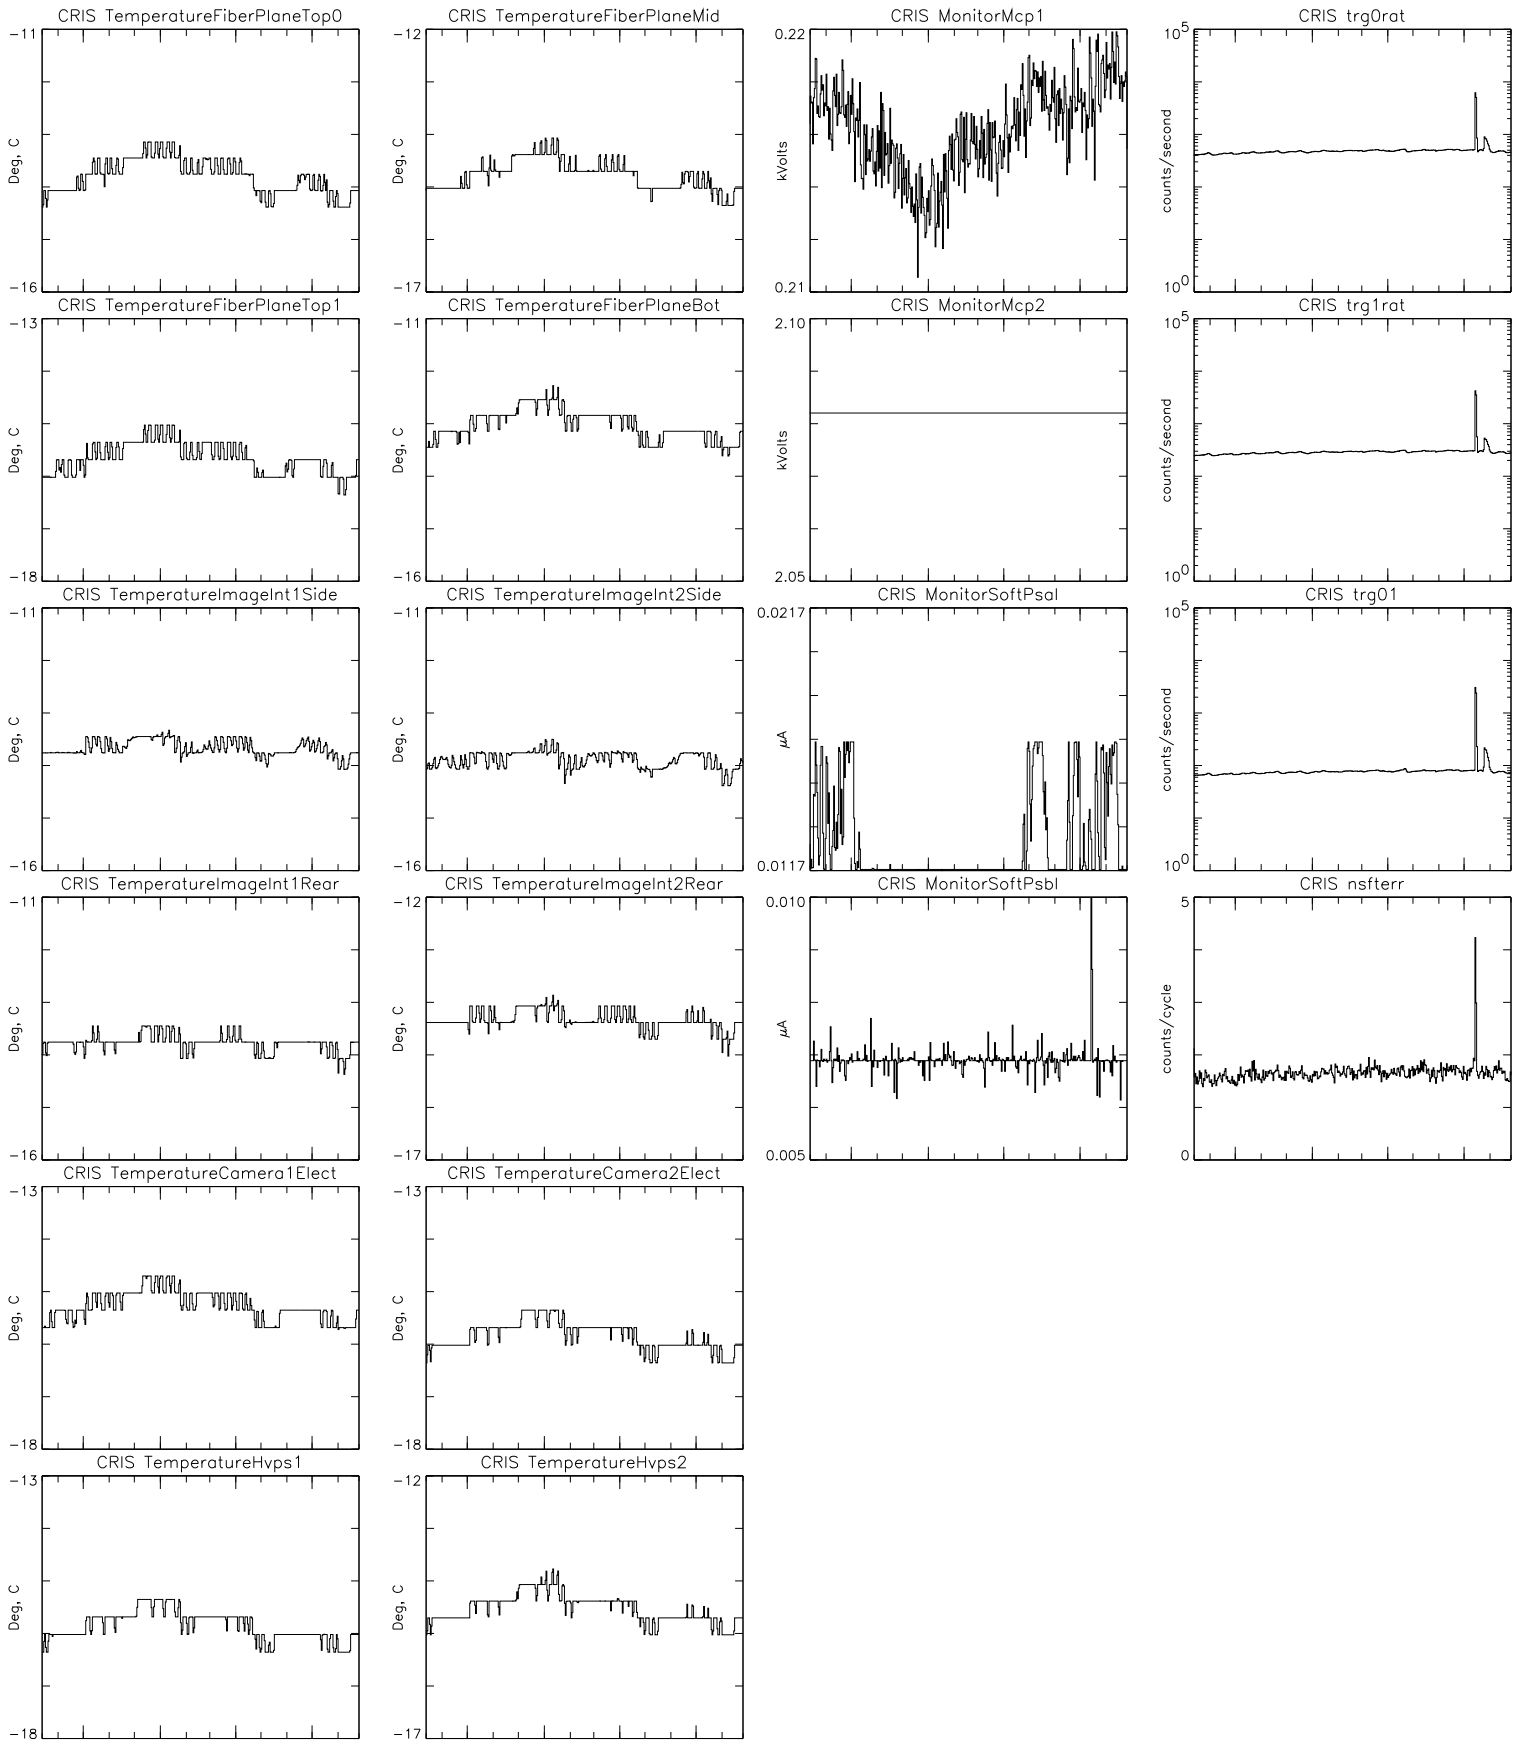 CRIS TemperatureFiberPlaneTop0
-11
Deg, C
-16
CRIS TemperatureFiberPlaneMid
-12
Deg, C
-17
CRIS MonitorMcp1
0.22
kVolts
0.21
CRIS trg0rat
10^5
counts/second
10^0
CRIS TemperatureFiberPlaneTop1
-13
Deg, C
-18
CRIS TemperatureFiberPlaneBot
-11
Deg, C
-16
CRIS MonitorMcp2
2.10
kVolts
2.05
CRIS trg1rat
10^5
counts/second
10^0
CRIS TemperatureImageInt1Side
-11
Deg, C
-16
CRIS TemperatureImageInt2Side
-11
Deg, C
-16
CRIS MonitorSoftPsaI
0.0217
μA
0.0117
CRIS trg01
10^5
counts/second
10^0
CRIS TemperatureImageInt1Rear
-11
Deg, C
-16
CRIS TemperatureImageInt2Rear
-12
Deg, C
-17
CRIS MonitorSoftPsbI
0.010
μA
0.005
CRIS nsfterr
5
counts/cycle
0
CRIS TemperatureCamera1Elect
-13
Deg, C
-18
CRIS TemperatureCamera2Elect
-13
Deg, C
-18
CRIS TemperatureHvps1
-13
Deg, C
-18
CRIS TemperatureHvps2
-12
Deg, C
-17